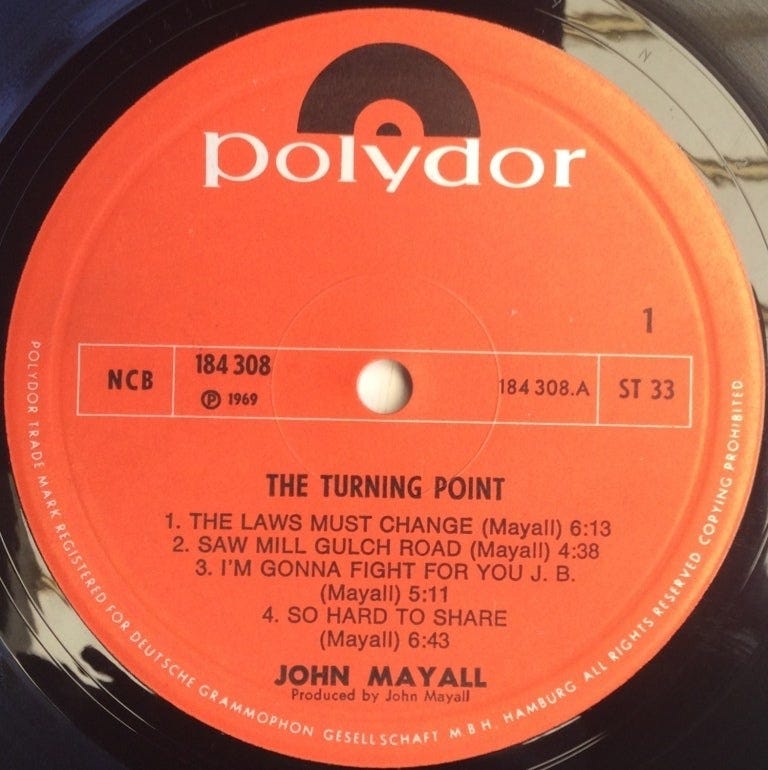 polydor
1
NCB
184 308
Ⓟ 1969
184 308.A
ST 33
THE TURNING POINT
1. THE LAWS MUST CHANGE (Mayall) 6:13
2. SAW MILL GULCH ROAD (Mayall) 4:38
3. I'M GONNA FIGHT FOR YOU J. B.
(Mayall) 5:11
4. SO HARD TO SHARE
(Mayall) 6:43
JOHN MAYALL
Produced by John Mayall
POLYDOR TRADE MARK REGISTERED FOR DEUTSCHE GRAMMOPHON GESELLSCHAFT M.B.H. HAMBURG ALL RIGHTS RESERVED COPYING PROHIBITED